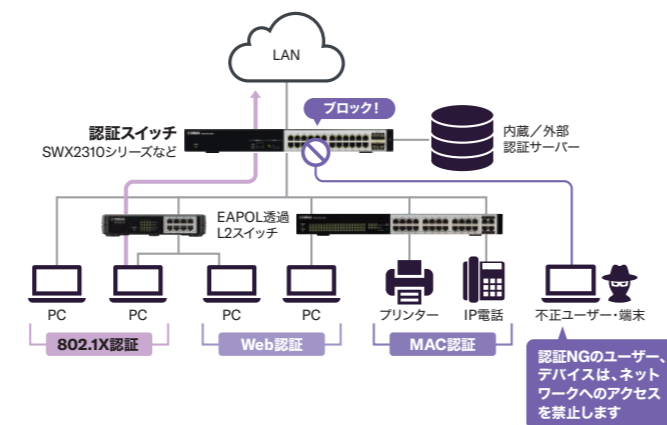 LAN
ブロック!
認証スイッチ
SWX2310シリーズなど
内蔵/外部
認証サーバー
EAPOL透過
L2スイッチ
PC
PC
PC
PC
プリンター
IP電話
不正ユーザー・端末
802.1X認証
Web認証
MAC認証
認証NGのユーザー、
デバイスは、ネット
ワークへのアクセス
を禁止します